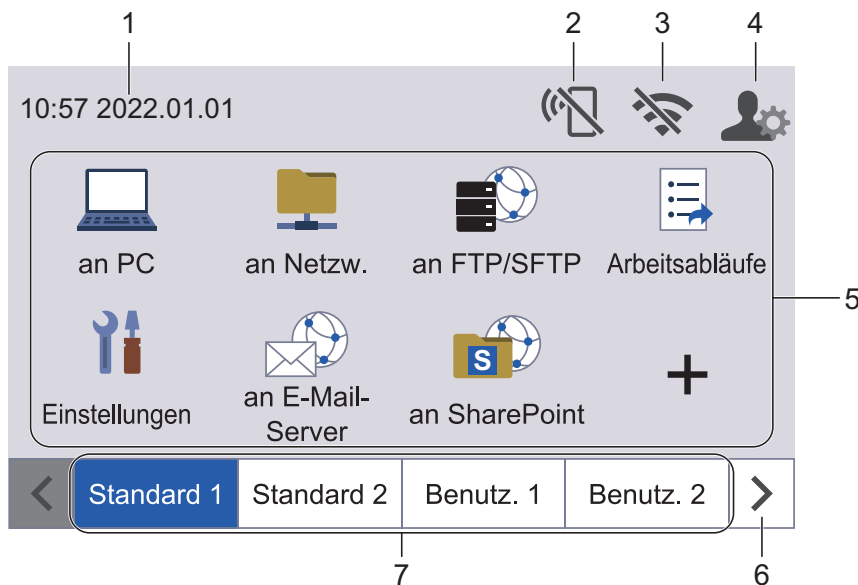 1
2
3
4
10:57 2022.01.01
an PC
an Netzw.
an FTP/SFTP
Arbeitsabläufe
5
S
Einstellungen
an E-Mail-
Server
an SharePoint
+
Standard 1
Standard 2
Benutz. 1
Benutz. 2
7
6